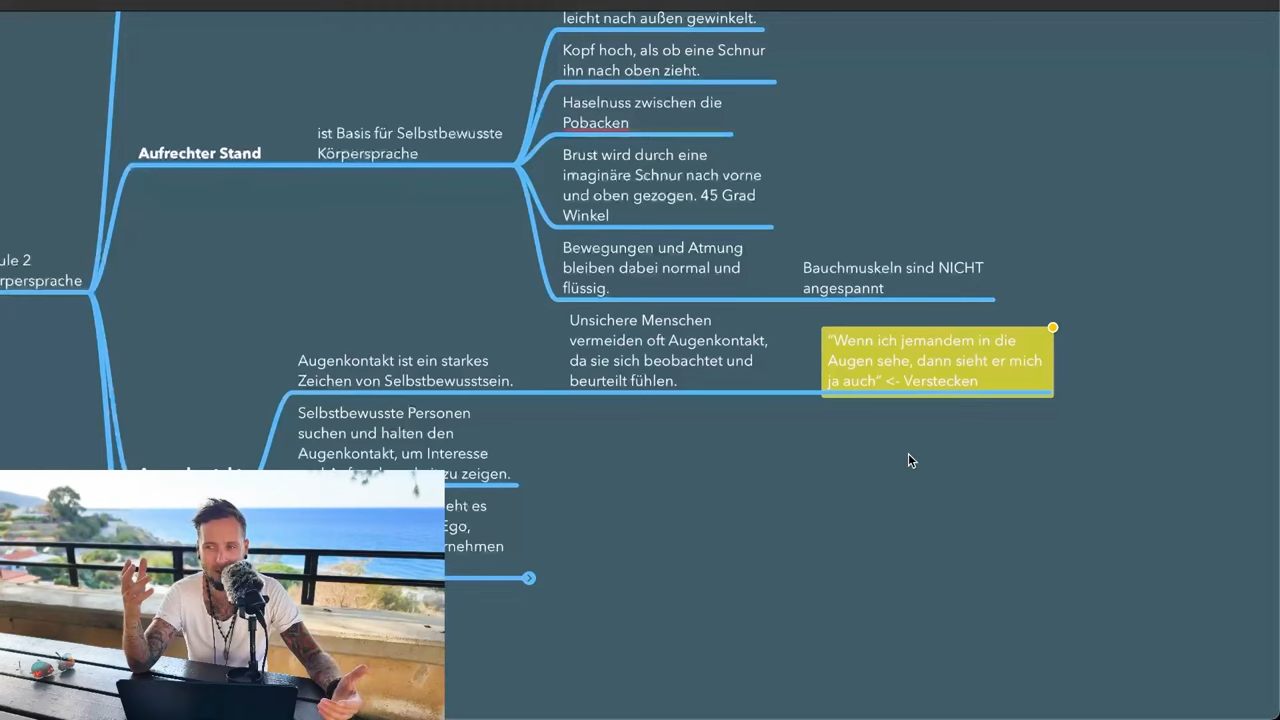 leicht nach außen gewinkelt.
Kopf hoch, als ob eine Schnur
ihn nach oben zieht.
Haselnuss zwischen die
Pobacken
ist Basis für Selbstbewusste
Körpersprache
Aufrechter Stand
Brust wird durch eine
imaginäre Schnur nach vorne
und oben gezogen. 45 Grad
Winkel
Bewegungen und Atmung
bleiben dabei normal und
flüssig.
Bauchmuskeln sind NICHT
angespannt
ule 2
rpersprache
Augenkontakt ist ein starkes
Zeichen von Selbstbewusstsein.
Unsichere Menschen
vermeiden oft Augenkontakt,
da sie sich beobachtet und
beurteilt fühlen.
“Wenn ich jemandem in die
Augen sehe, dann sieht er mich
ja auch” <- Verstecken
Selbstbewusste Personen
suchen und halten den
Augenkontakt, um Interesse
zu zeigen.
eht es
Ego,
rnehmen